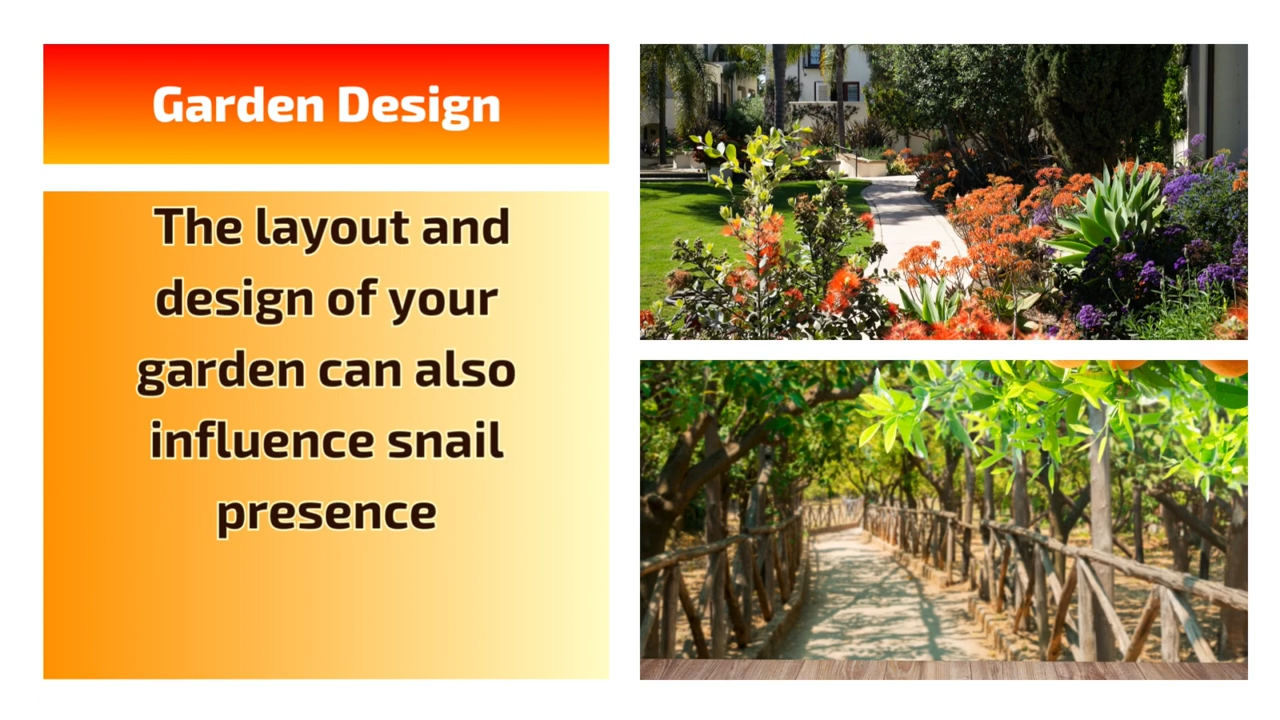 Garden Design
The layout and
design of your
garden can also
influence snail
presence